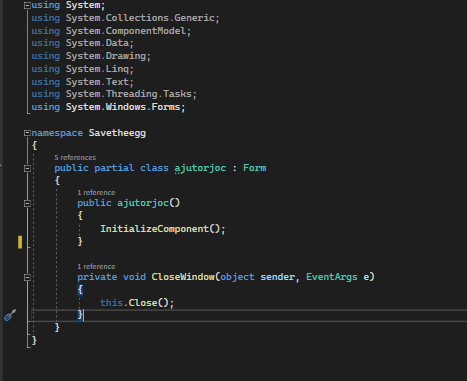 using System;
using System.Collections.Generic;
using System.ComponentModel;
using System.Data;
using System.Drawing;
using System.Linq;
using System.Text;
using System.Threading.Tasks;
using System.Windows.Forms;
namespace Savetheegg
{
5 references
public partial class ajutorjoc : Form
{
1 reference
public ajutorjoc()
{
InitializeComponent();
}
1 reference
private void CloseWindow(object sender, EventArgs e)
{
this.Close();
}
}
}